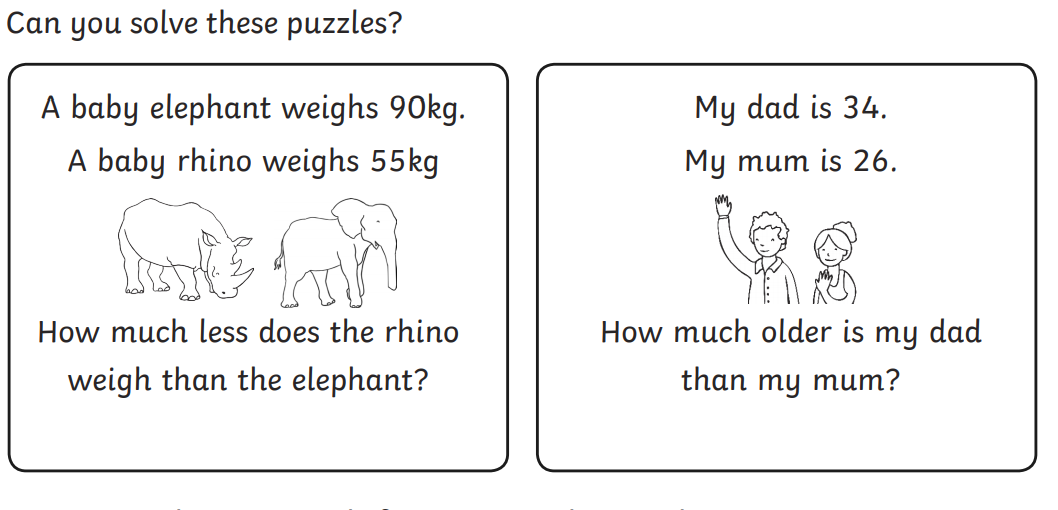 Can you solve these puzzles?
A baby elephant weighs 90kg.
A baby rhino weighs 55kg
How much less does the rhino
weigh than the elephant?
My dad is 34.
My mum is 26.
How much older is my dad
than my mum?